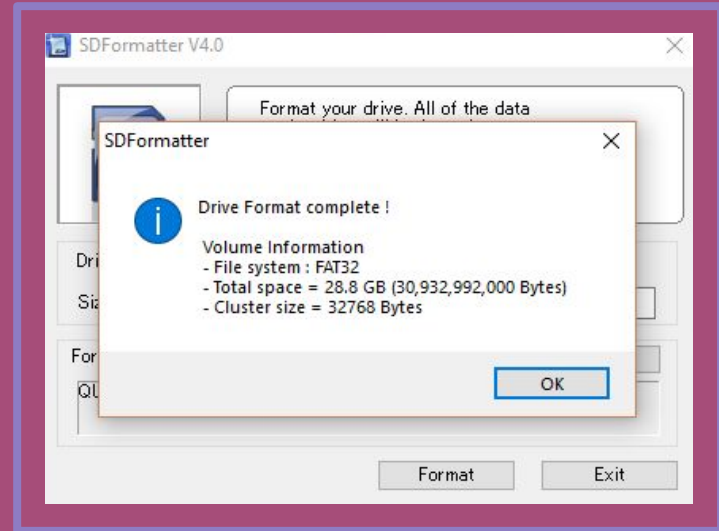 SDFormatter V4.0
Format your drive. All of the data
SDFormatter
Drive Format complete !
Volume Information
- File system : FAT32
- Total space = 28.8 GB (30,932,992,000 Bytes)
- Cluster size = 32768 Bytes
OK
Format
Exit